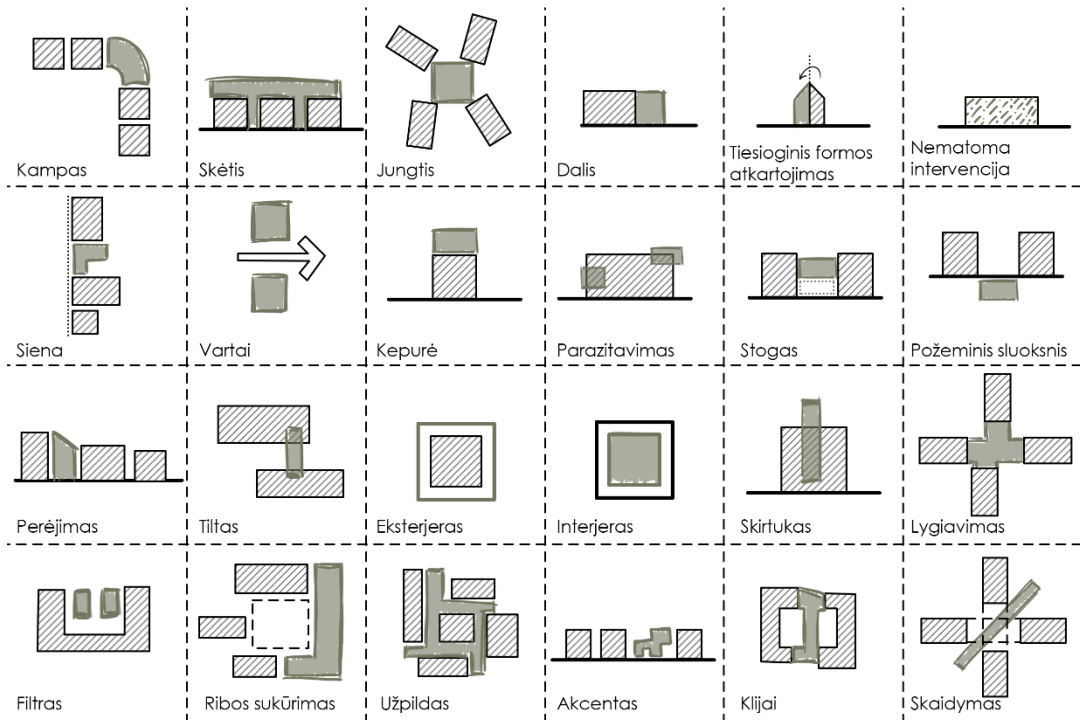 Kampas
Skėtis
Jungtis
Dalis
Tiesioginis formos
atkartojimas
Nematoma
intervencija
Siena
Vartai
Kepurė
Parazitavimas
Stogas
Požeminis sluoksnis
Perėjimas
Tiltas
Eksterjeras
Interjeras
Skirtukas
Lygiavimas
Filtras
Ribos sukūrimas
Užpildas
Akcentas
Klijai
Skaidymas